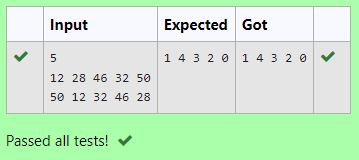 Input Expected Got
5 1 4 3 2 0 1 4 3 2 0
12 28 46 32 50
50 12 32 46 28
Passed all tests!